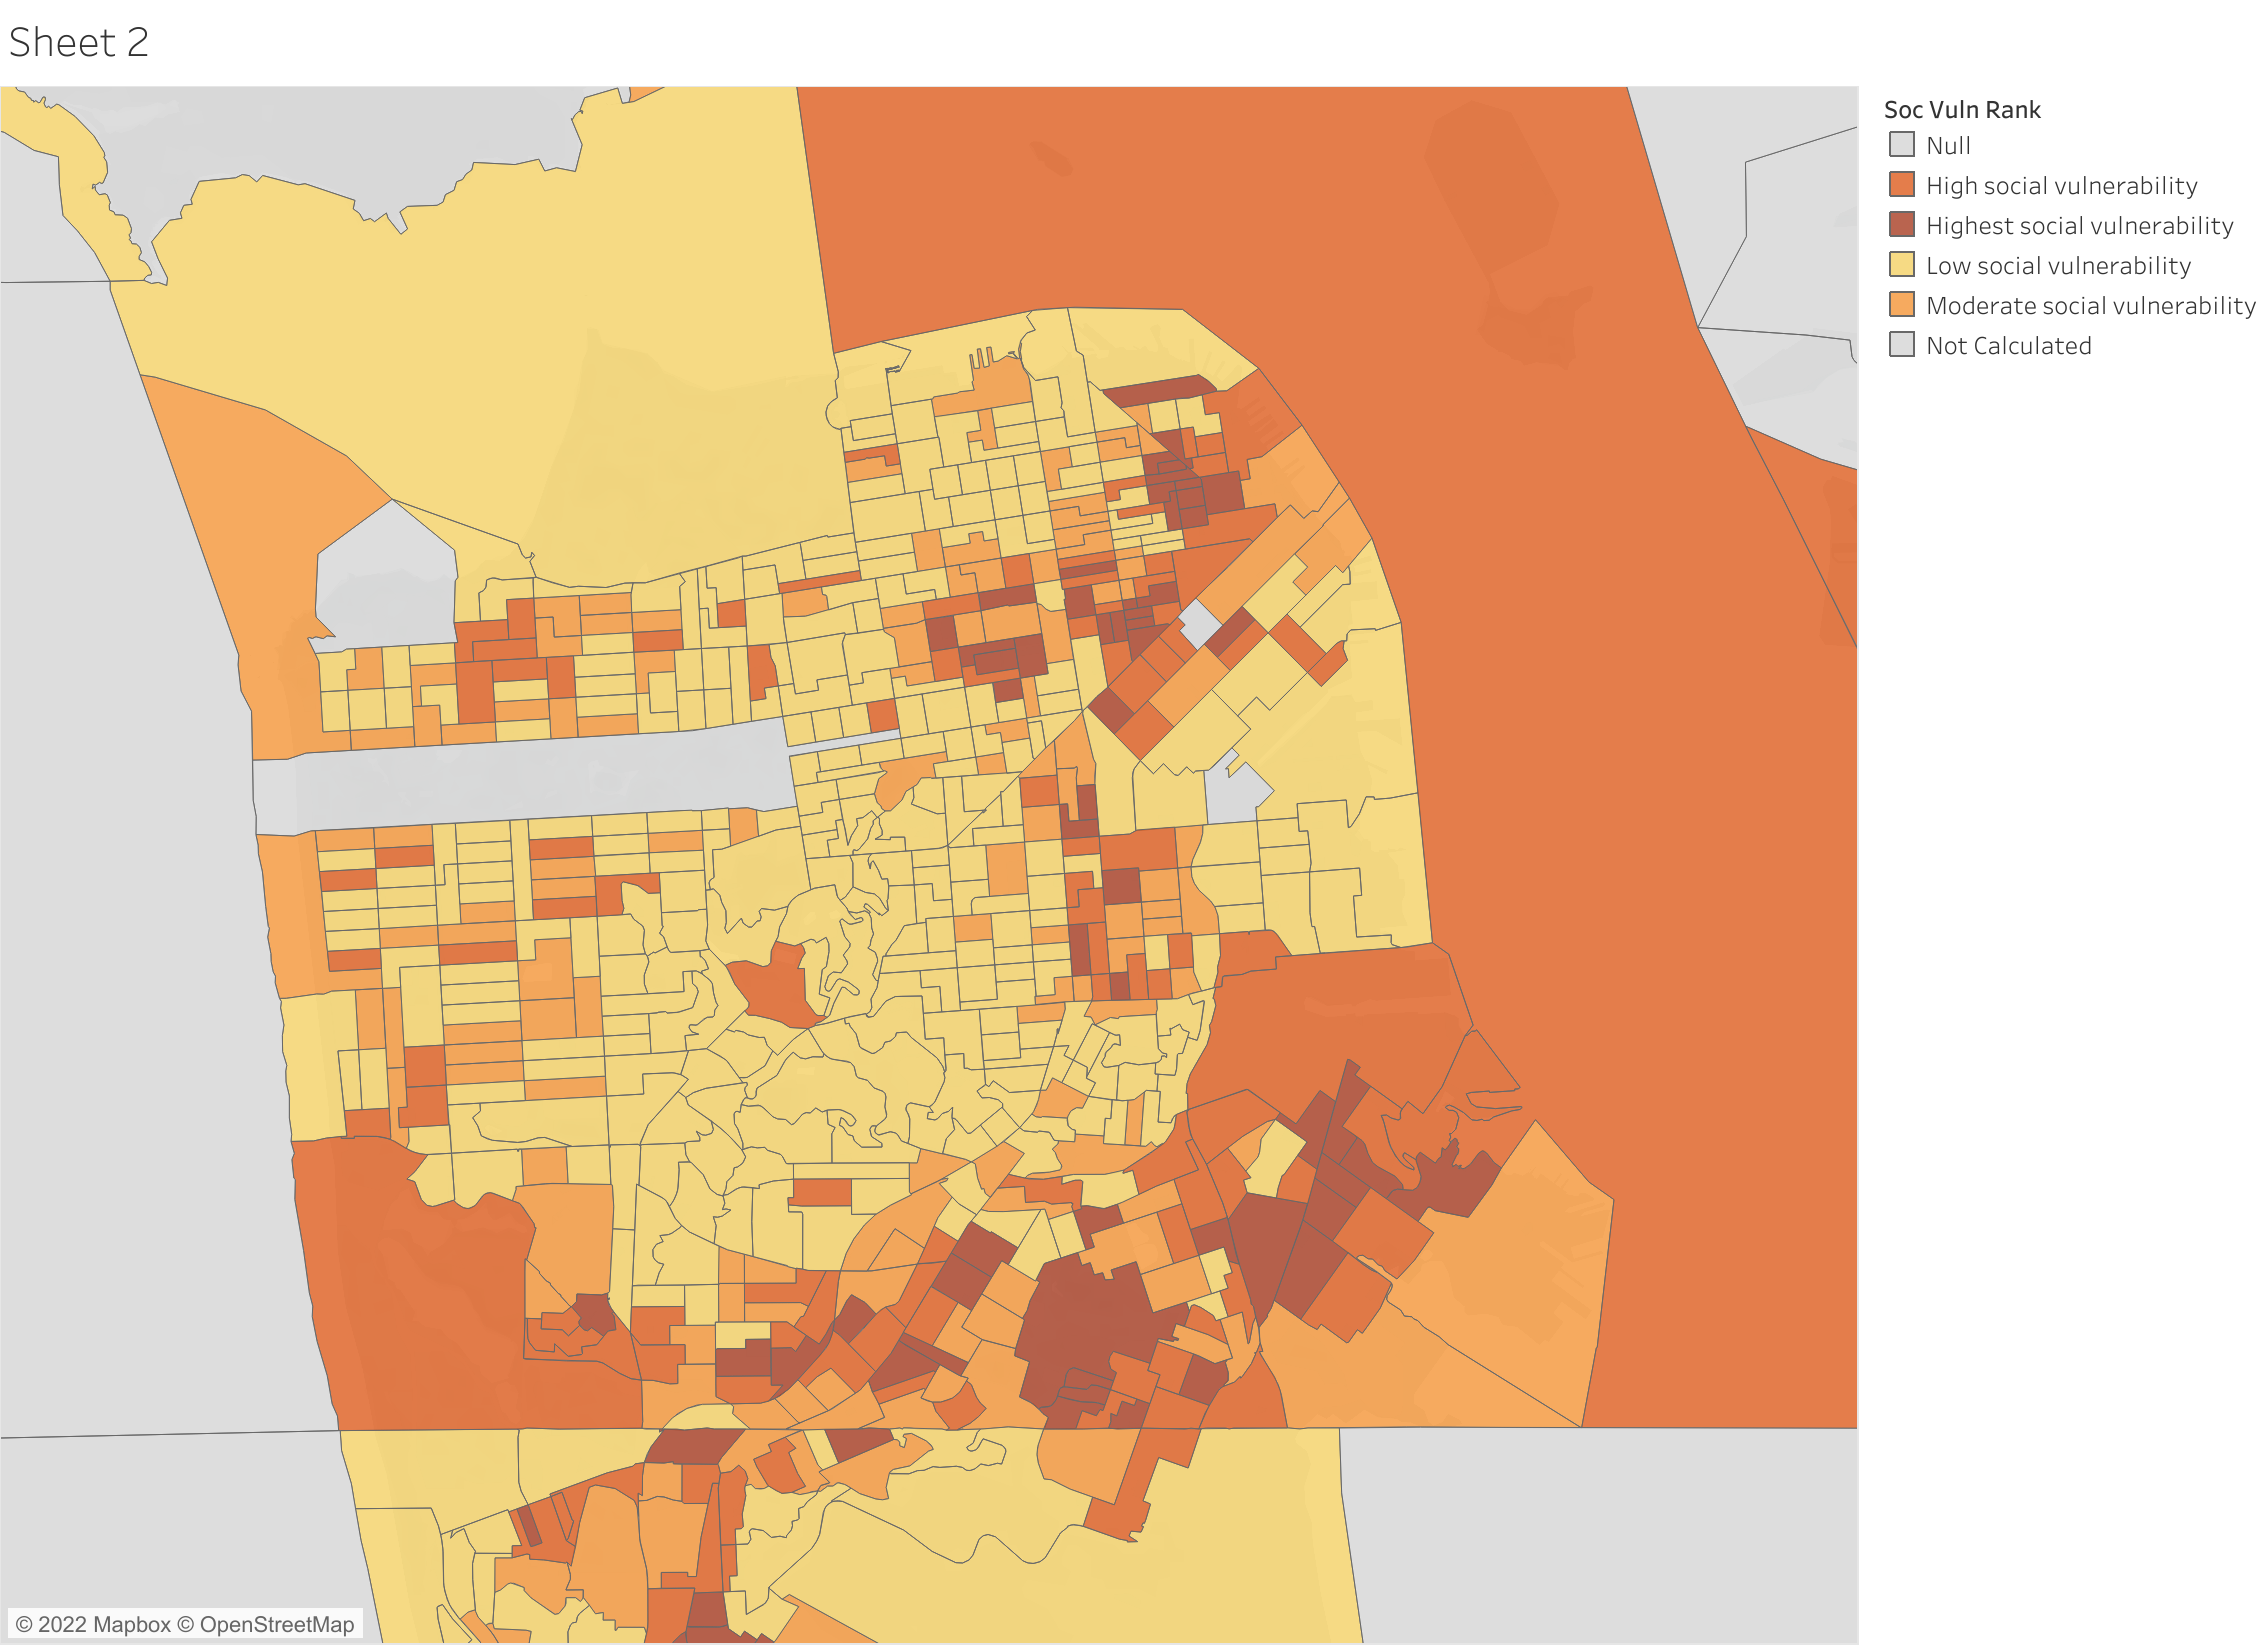 Sheet 2
Soc Vuln Rank
Null
High social vulnerability
Highest social vulnerability
Low social vulnerability
Moderate social vulnerability
Not Calculated
© 2022 Mapbox © OpenStreetMap